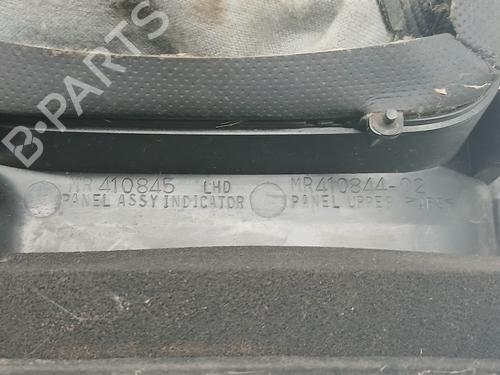 B-PARTS
MR410845 LHD MR410844-02
PANEL ASSY INDICATOR PANEL UPPER